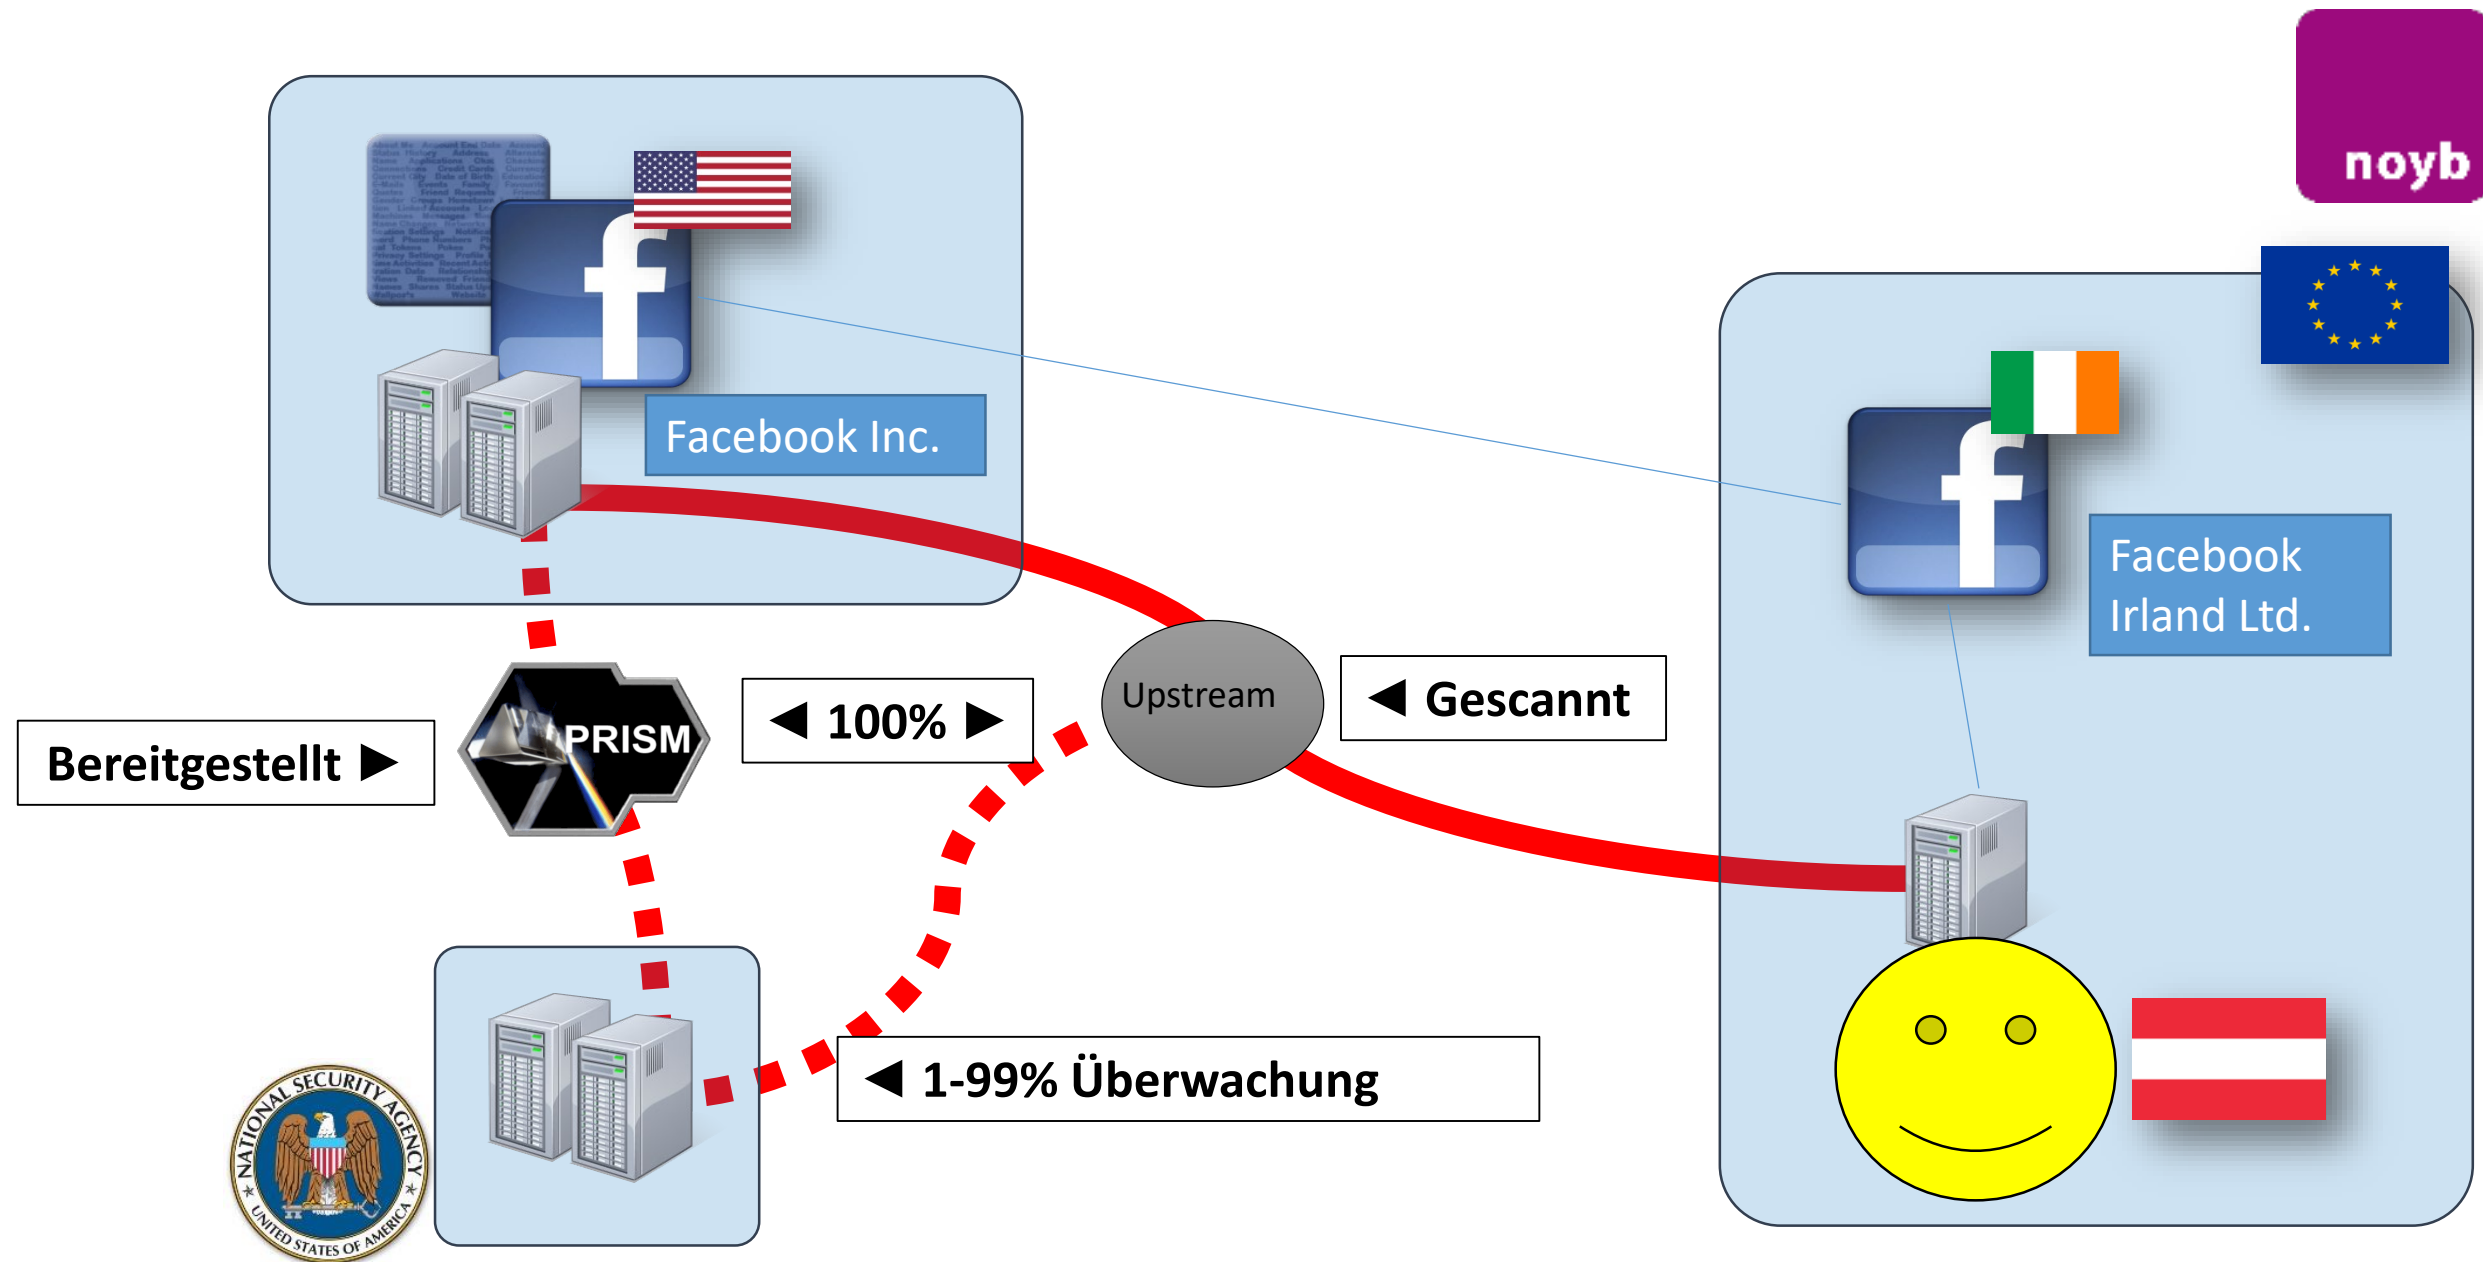 noyb
Facebook Inc.
Facebook
Irland Ltd.
Upstream
◄ Gescannt
◄ 100% ►
PRISM
Bereitgestellt ►
◄ 1-99% Überwachung
NATIONAL SECURITY AGENCY
UNITED STATES OF AMERICA